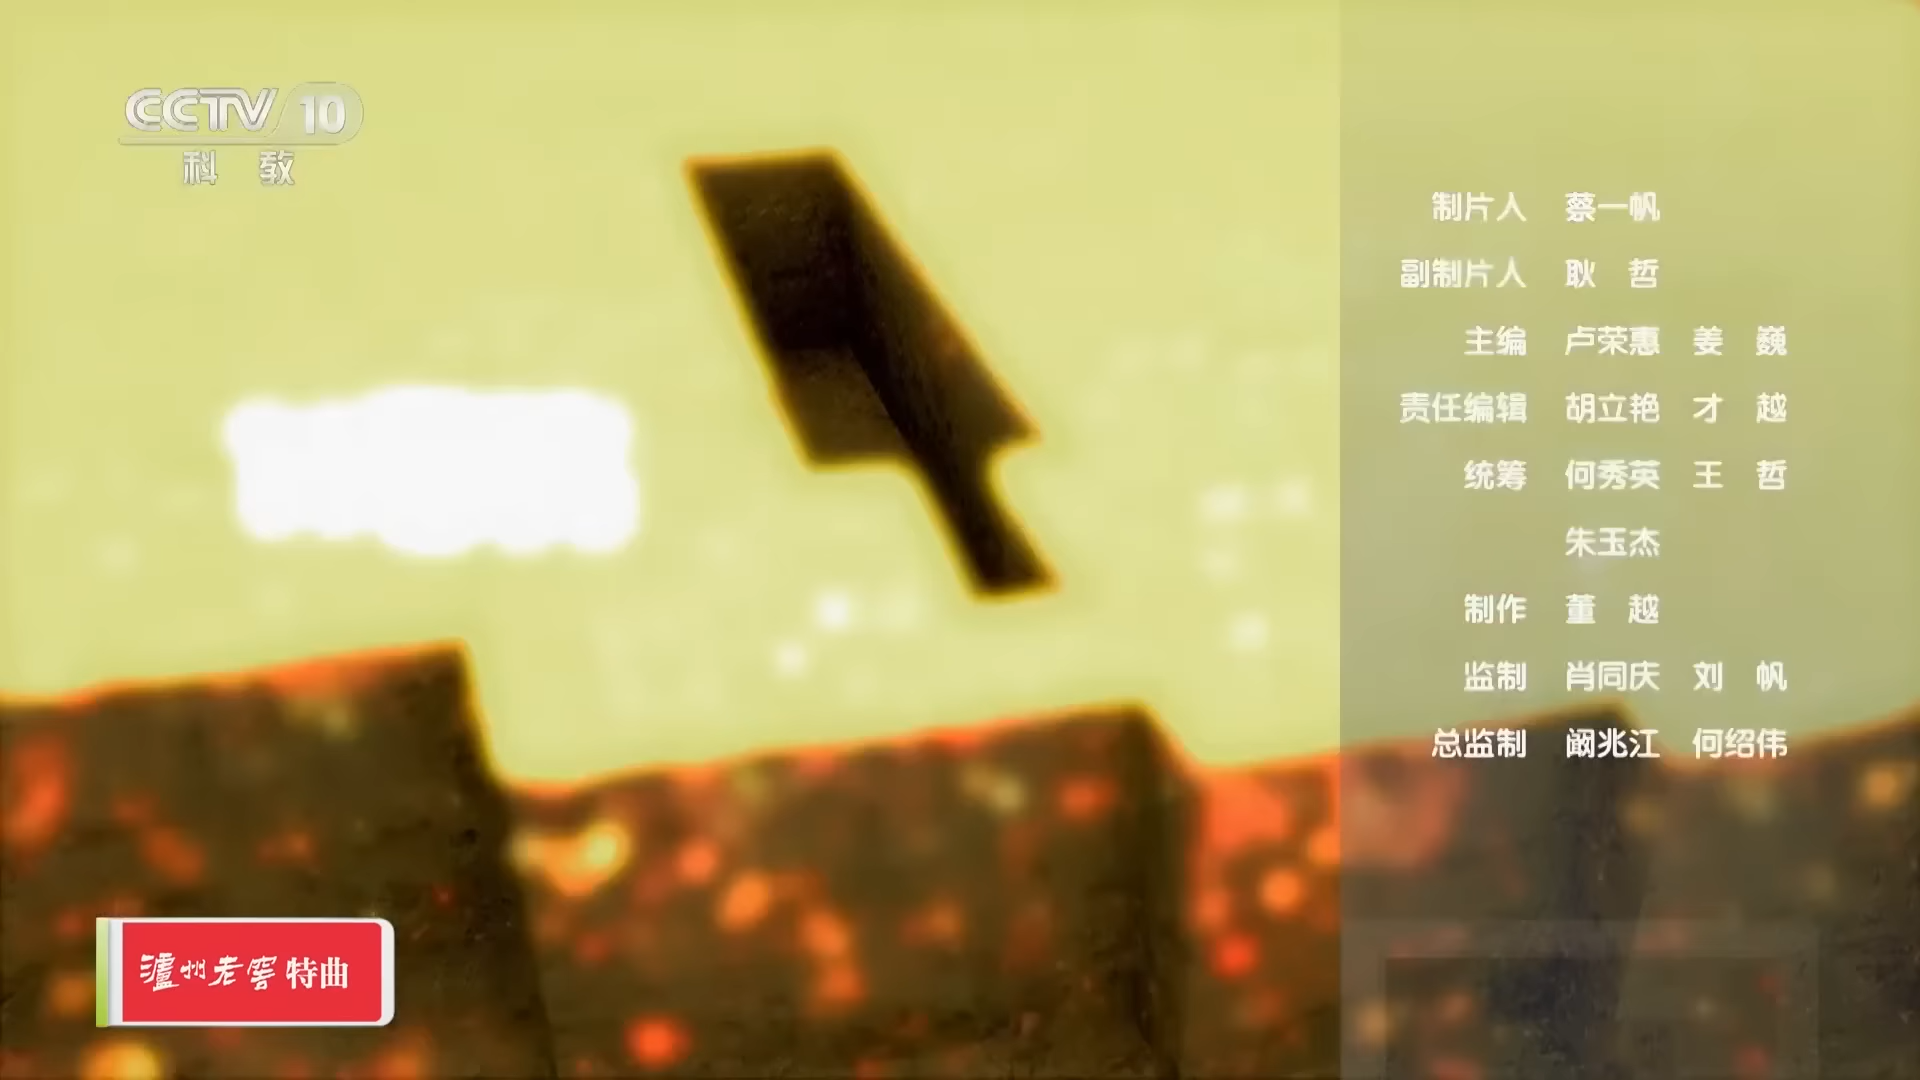 CCTV 10
科 教
制片人 蔡一帆
副制片人 耿 哲
主编 卢荣惠 姜 巍
责任编辑 胡立艳 才 越
统筹 何秀英 王 哲
朱玉杰
制作 董 越
监制 肖同庆 刘 帆
总监制 阚兆江 何绍伟
泸州老窖特曲